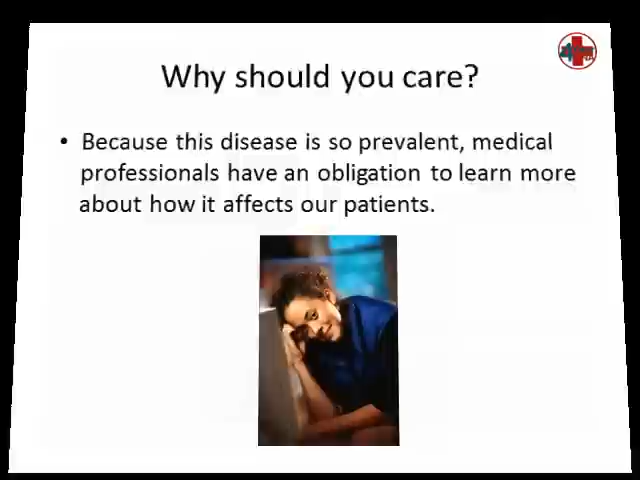 Why should you care?
• Because this disease is so prevalent, medical
professionals have an obligation to learn more
about how it affects our patients.